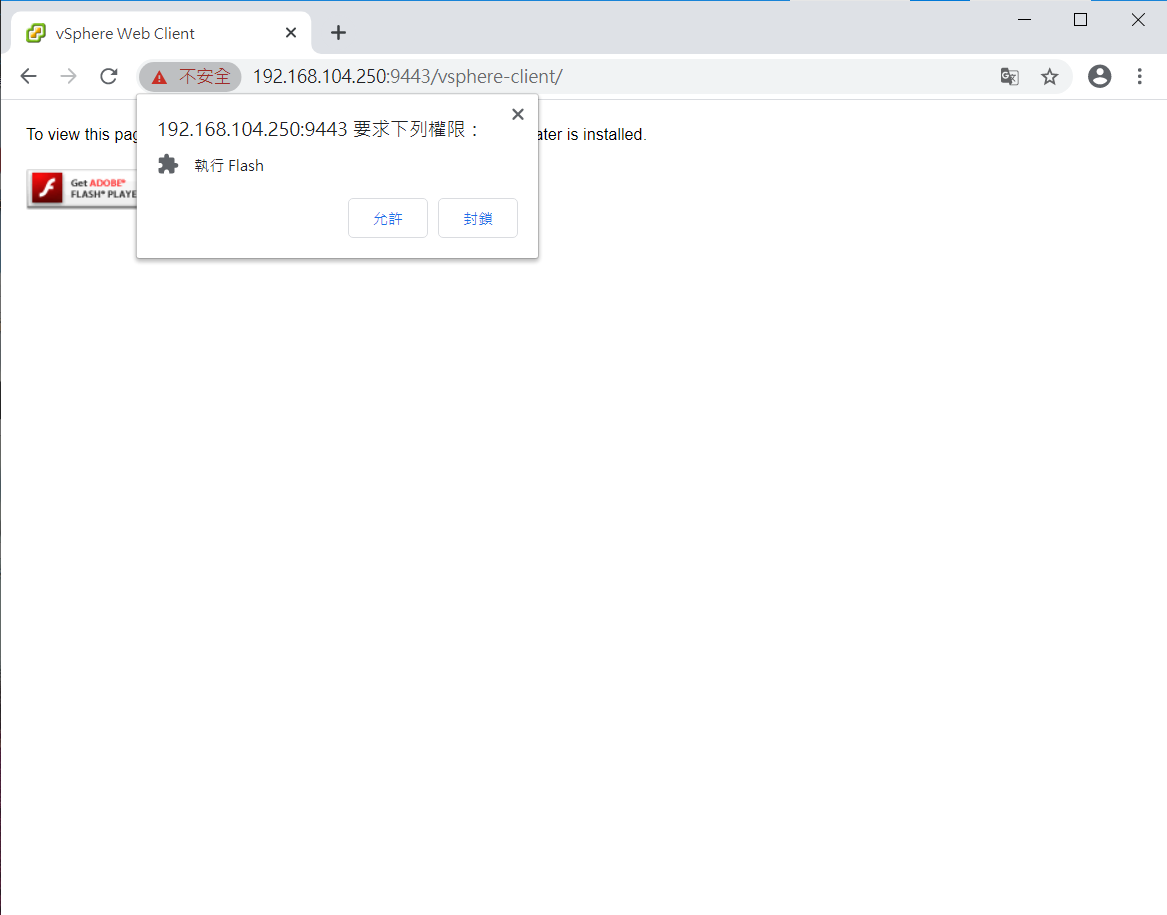 vSphere Web Client
不安全
192.168.104.250:9443/vsphere-client/
192.168.104.250:9443 要求下列權限：
執行 Flash
允許
封鎖
To view this pag
ater is installed.
Get ADOBE®
FLASH® PLAYE